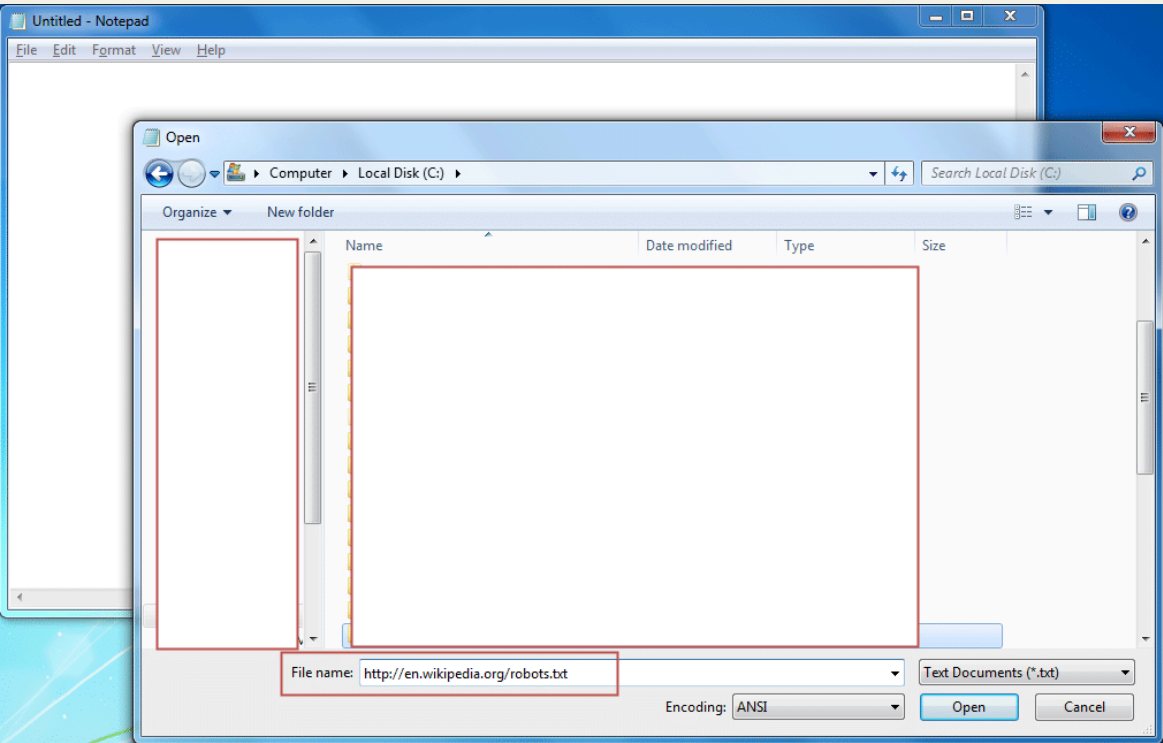 Untitled - Notepad
File Edit Format View Help
Open
Computer Local Disk (C:)
Search Local Disk (C:)
Organize New folder
Name Date modified Type Size
File name: http://en.wikipedia.org/robots.txt Text Documents (*.txt)
Encoding: ANSI Open Cancel